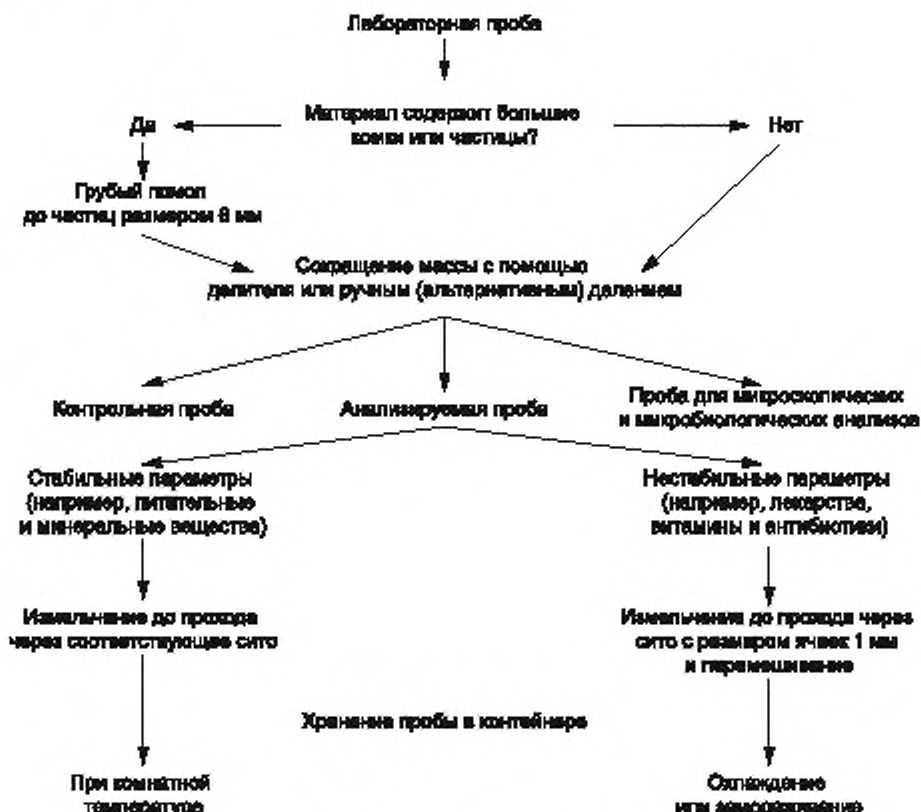 Лабораторная проба
Материал содержит большие
комки или частицы?
Да
Нет
Грубый помол
до частиц размером 6 мм
Сокращение массы с помощью
делителя или ручным (альтернативным) делением
Контрольная проба
Анализируемая проба
Проба для микроскопических
и микробиологических анализов
Стабильные параметры
(например, питательные
и минеральные вещества)
Нестабильные параметры
(например, лекарства,
витамины и антибиотики)
Измельчение до прохода
через соответствующее сито
Измельчения до прохода через
сито с размером ячеек 1 мм
и перемешивание
Хранение пробы в контейнере
При комнатной
температуре
Охлаждение
или замораживание